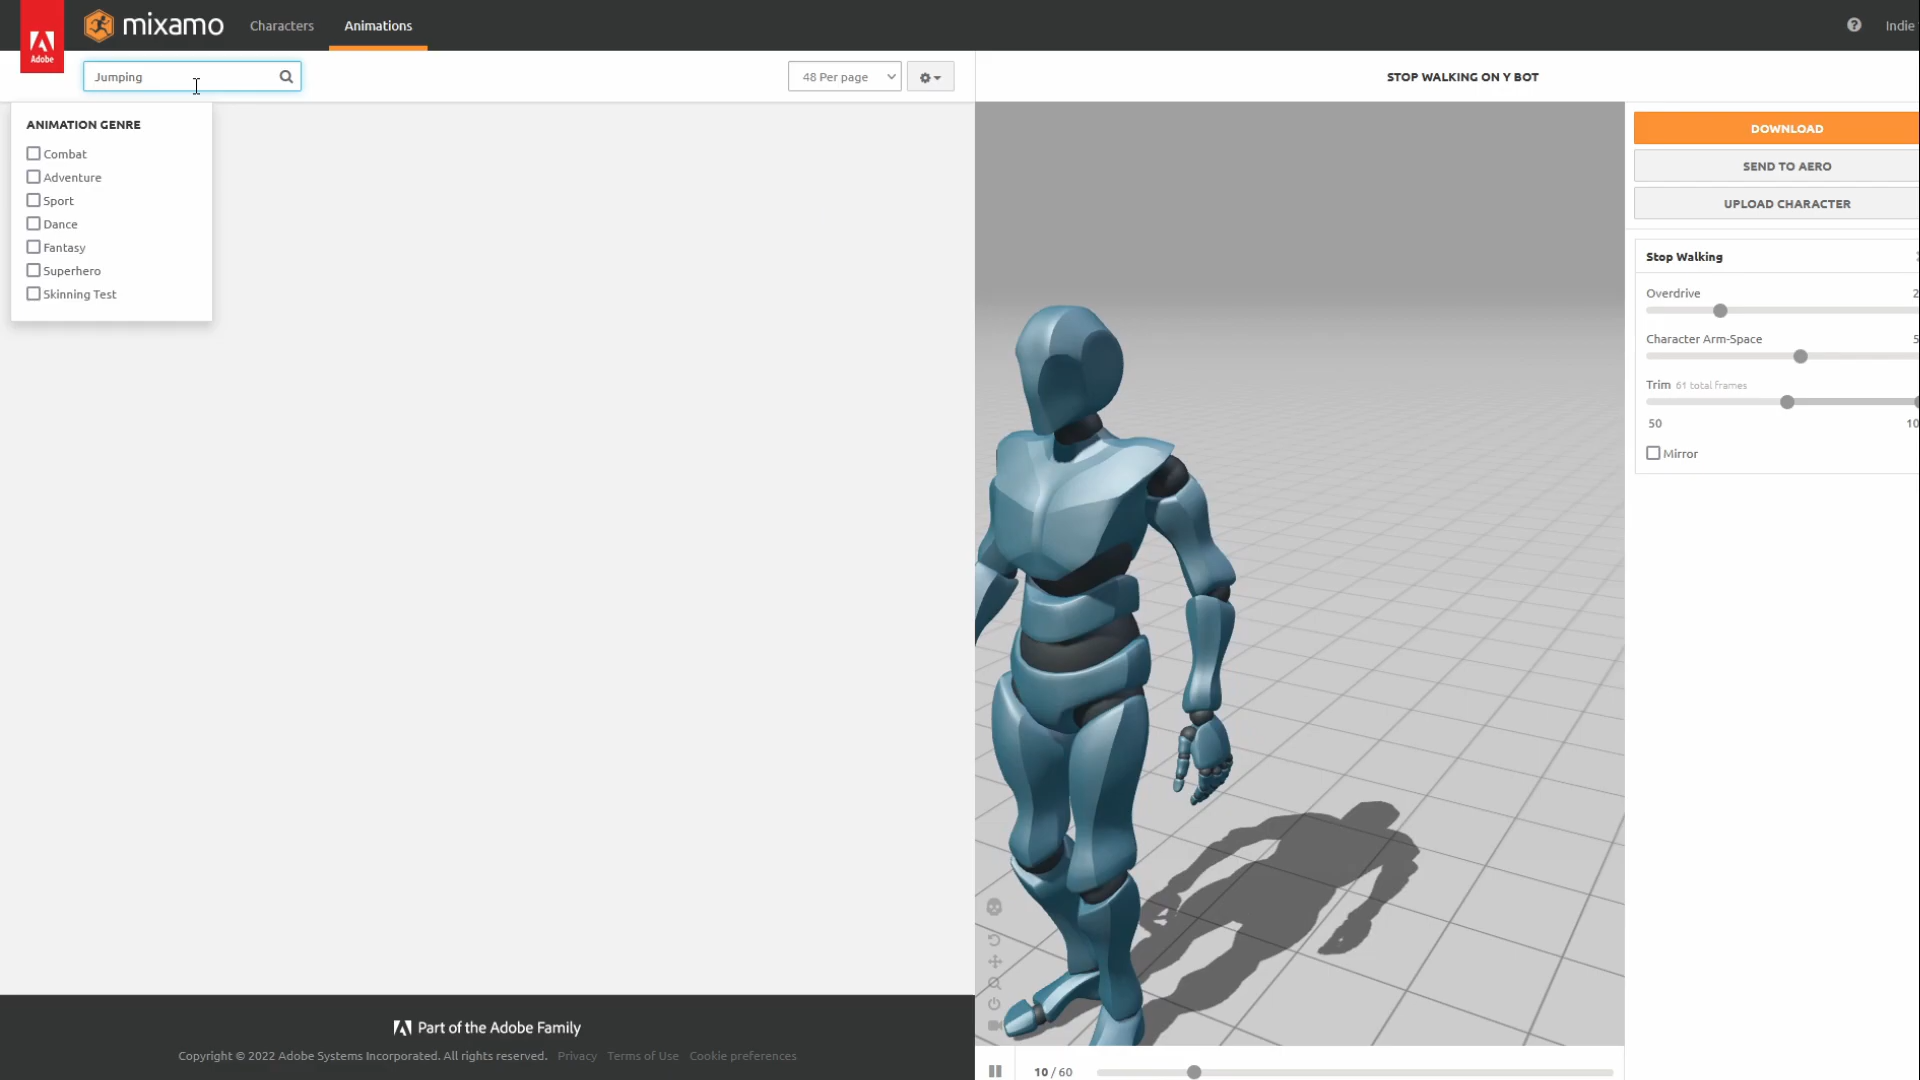 Adobe
mixamo
Characters
Animations
Indie
Jumping
48 Per page
STOP WALKING ON Y BOT
ANIMATION GENRE
Combat
Adventure
Sport
Dance
Fantasy
Superhero
Skinning Test
DOWNLOAD
SEND TO AERO
UPLOAD CHARACTER
Stop Walking
Overdrive
Character Arm-Space
Trim 61 total frames
50
Mirror
Part of the Adobe Family
Copyright © 2022 Adobe Systems Incorporated. All rights reserved. Privacy Terms of Use Cookie preferences
10 / 60